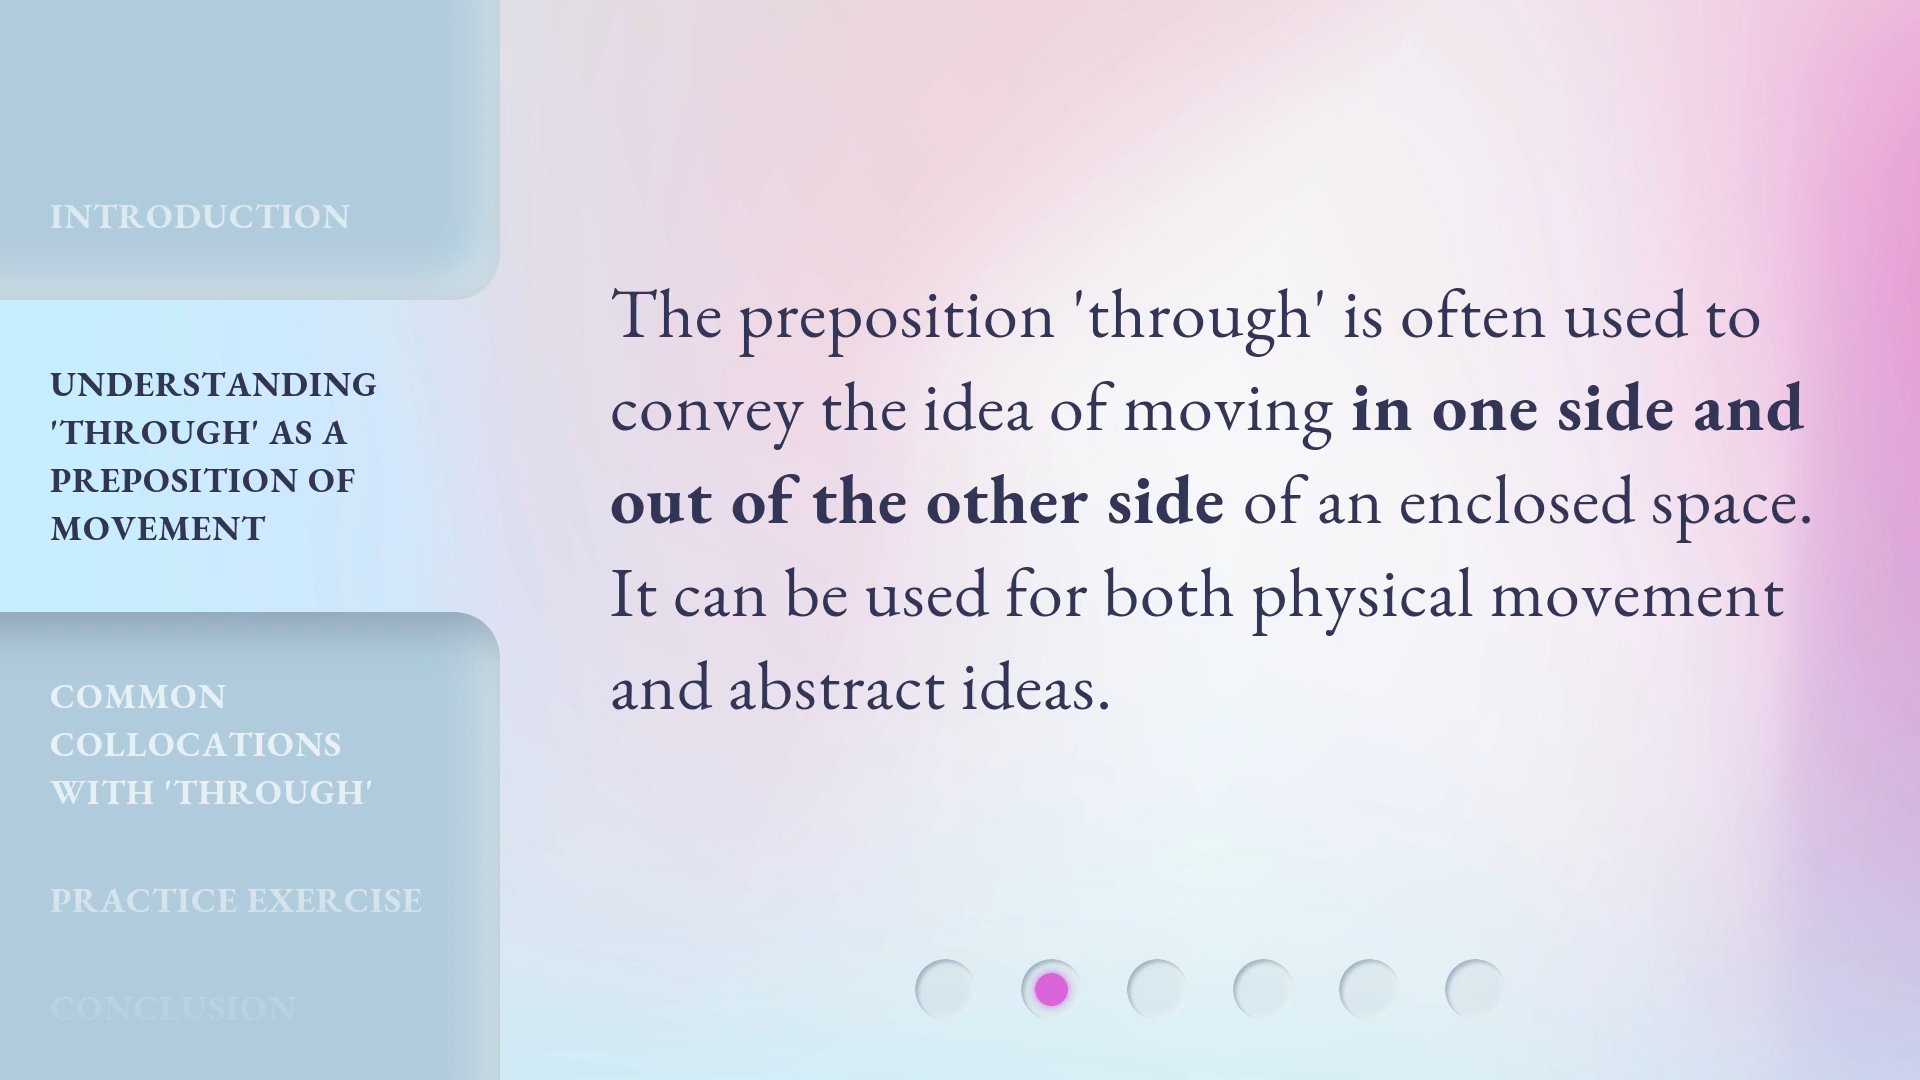 INTRODUCTION
UNDERSTANDING
'THROUGH' AS A
PREPOSITION OF
MOVEMENT
COMMON
COLLOCATIONS
WITH 'THROUGH'
PRACTICE EXERCISE
CONCLUSION
The preposition 'through' is often used to
convey the idea of moving in one side and
out of the other side of an enclosed space.
It can be used for both physical movement
and abstract ideas.